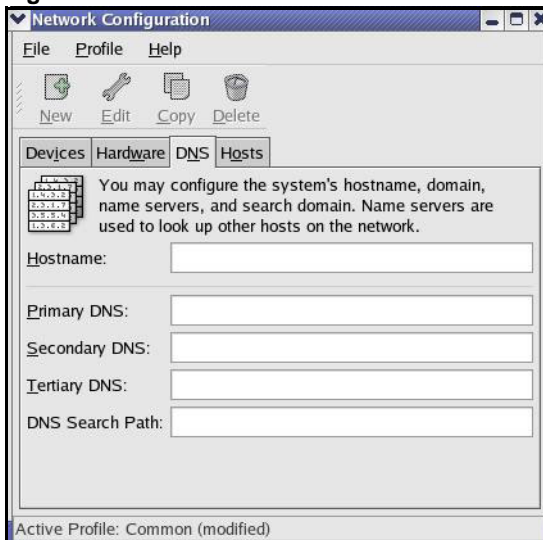 Network Configuration
File Profile Help
New Edit Copy Delete
Devices Hardware DNS Hosts
You may configure the system's hostname, domain,
name servers, and search domain. Name servers are
used to look up other hosts on the network.
Hostname:
Primary DNS:
Secondary DNS:
Tertiary DNS:
DNS Search Path:
Active Profile: Common (modified)